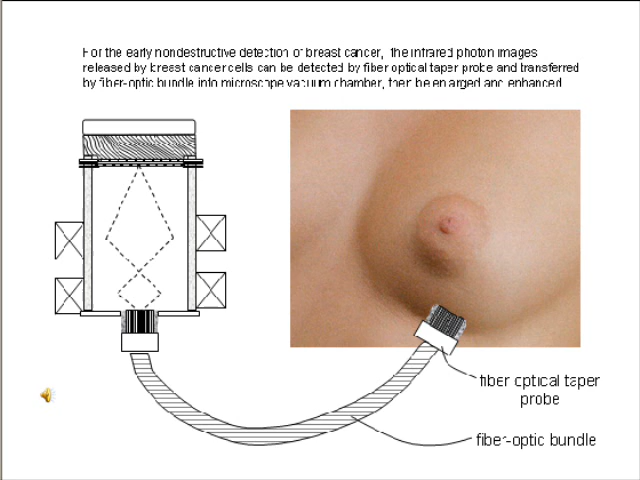 For the early nondestructive detection of breast cancer, the infrared photon images
released by breast cancer cells can be detected by fiber optical taper probe and transferred
by fiber-optic bundle into microscope vacuum chamber, then be enlarged and enhanced
fiber optical taper
probe
fiber-optic bundle